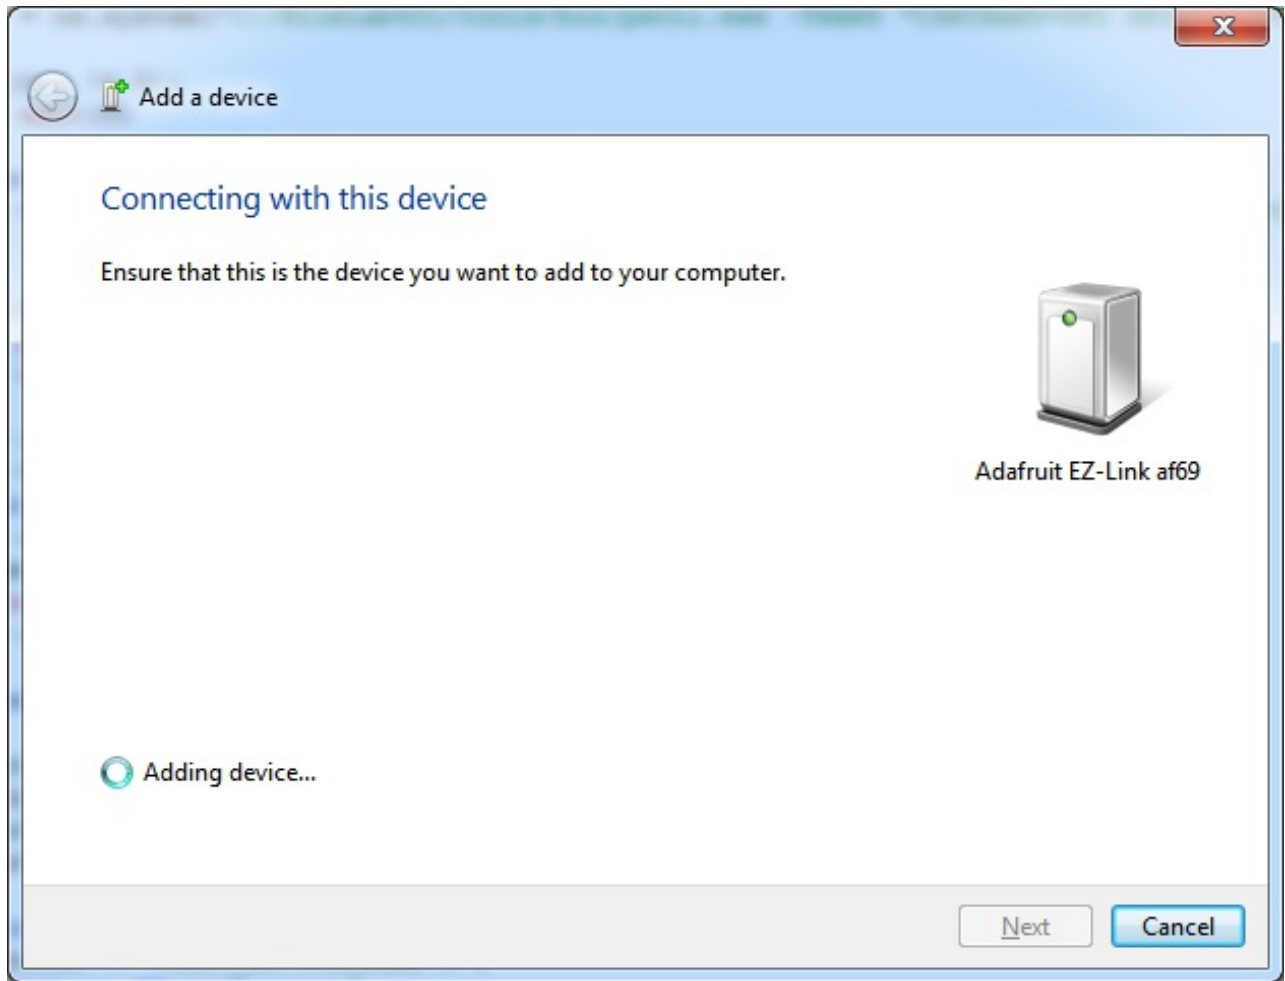 Add a device
Connecting with this device
Ensure that this is the device you want to add to your computer.
Adafruit EZ-Link af69
Adding device...
Next
Cancel